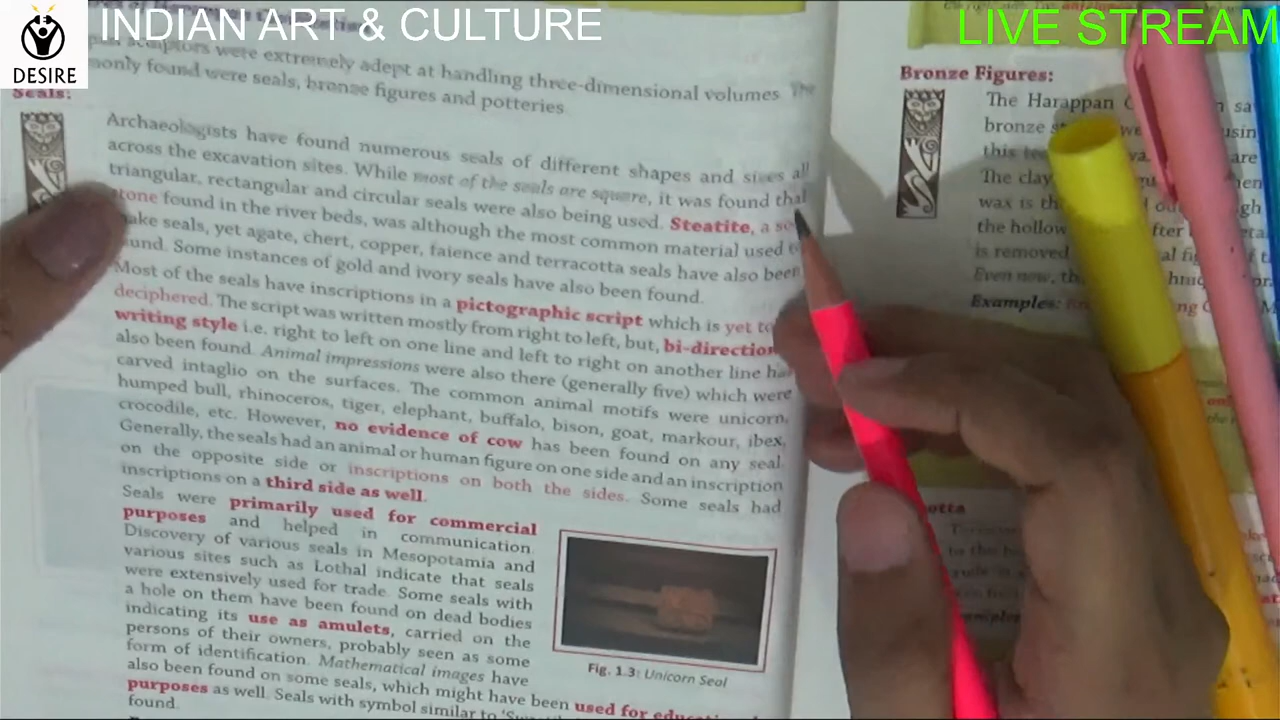 INDIAN ART & CULTURE
LIVE STREAM
DESIRE
sculptors were extremely adept at handling three-dimensional volumes The
monly found were seals, bronze figures and potteries.
Seals:
Archaeologists have found numerous seals of different shapes and sizes all
across the excavation sites. While most of the seals are square, it was found that
triangular, rectangular and circular seals were also being used. Steatite, a
stone found in the river beds, was although the most common material used
make seals, yet agate, chert, copper, faience and terracotta seals have also been
Some instances of gold and ivory seals have also been found.
Most of the seals have inscriptions in a pictographic script which is yet to
deciphered. The script was written mostly from right to left, but, bi-direction
writing style i.e. right to left on one line and left to right on another line
also been found. Animal impressions were also there (generally five) which were
carved intaglio on the surfaces. The common animal motifs were unicorn,
humped bull, rhinoceros, tiger, elephant, buffalo, bison, goat, markour, ibex,
crocodile, etc. However, no evidence of cow has been found on any seal.
Generally, the seals had an animal or human figure on one side and an inscription
on the opposite side or inscriptions on both the sides. Some seals had
inscriptions on a third side as well.
Seals were primarily used for commercial
purposes and helped in communication.
Discovery of various seals in Mesopotamia and
various sites such as Lothal indicate that seals
were extensively used for trade. Some seals with
a hole on them have been found on dead bodies
indicating its use as amulets, carried on the
persons of their owners, probably seen as some
form of identification. Mathematical images have
also been found on some seals, which might have been used for
purposes as well. Seals with symbol similar to
found.
Fig. 1.3: Unicorn Seal
Bronze Figures:
The Harappan
bronze
The clay
wax is
the hollow
is removed
Even now,
Examples: